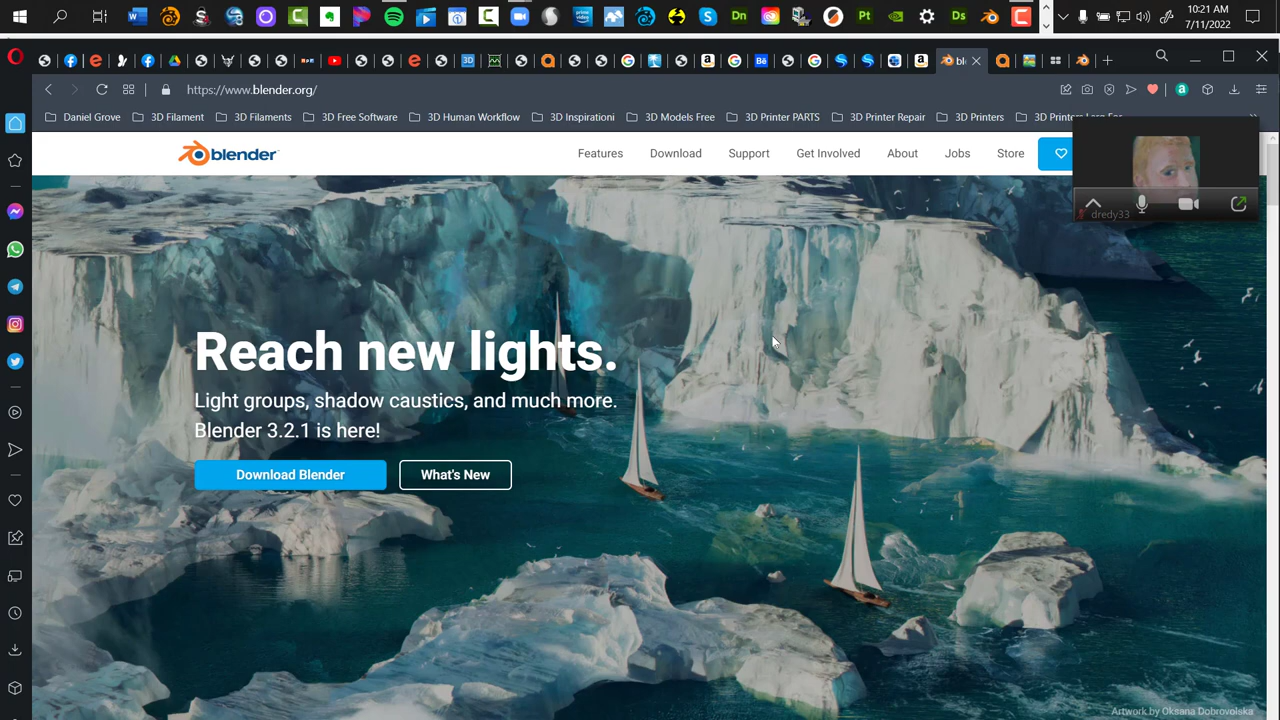 10:21 AM
7/11/2022
https://www.blender.org/
Daniel Grove
3D Filament
3D Filaments
3D Free Software
3D Human Workflow
3D Inspirationi
3D Models Free
3D Printer PARTS
3D Printer Repair
3D Printers
blender
Features
Download
Support
Get Involved
About
Jobs
Store
dredy33
Reach new lights.
Light groups, shadow caustics, and much more.
Blender 3.2.1 is here!
Download Blender
What's New
Artwork by Oksana Dobrovolska